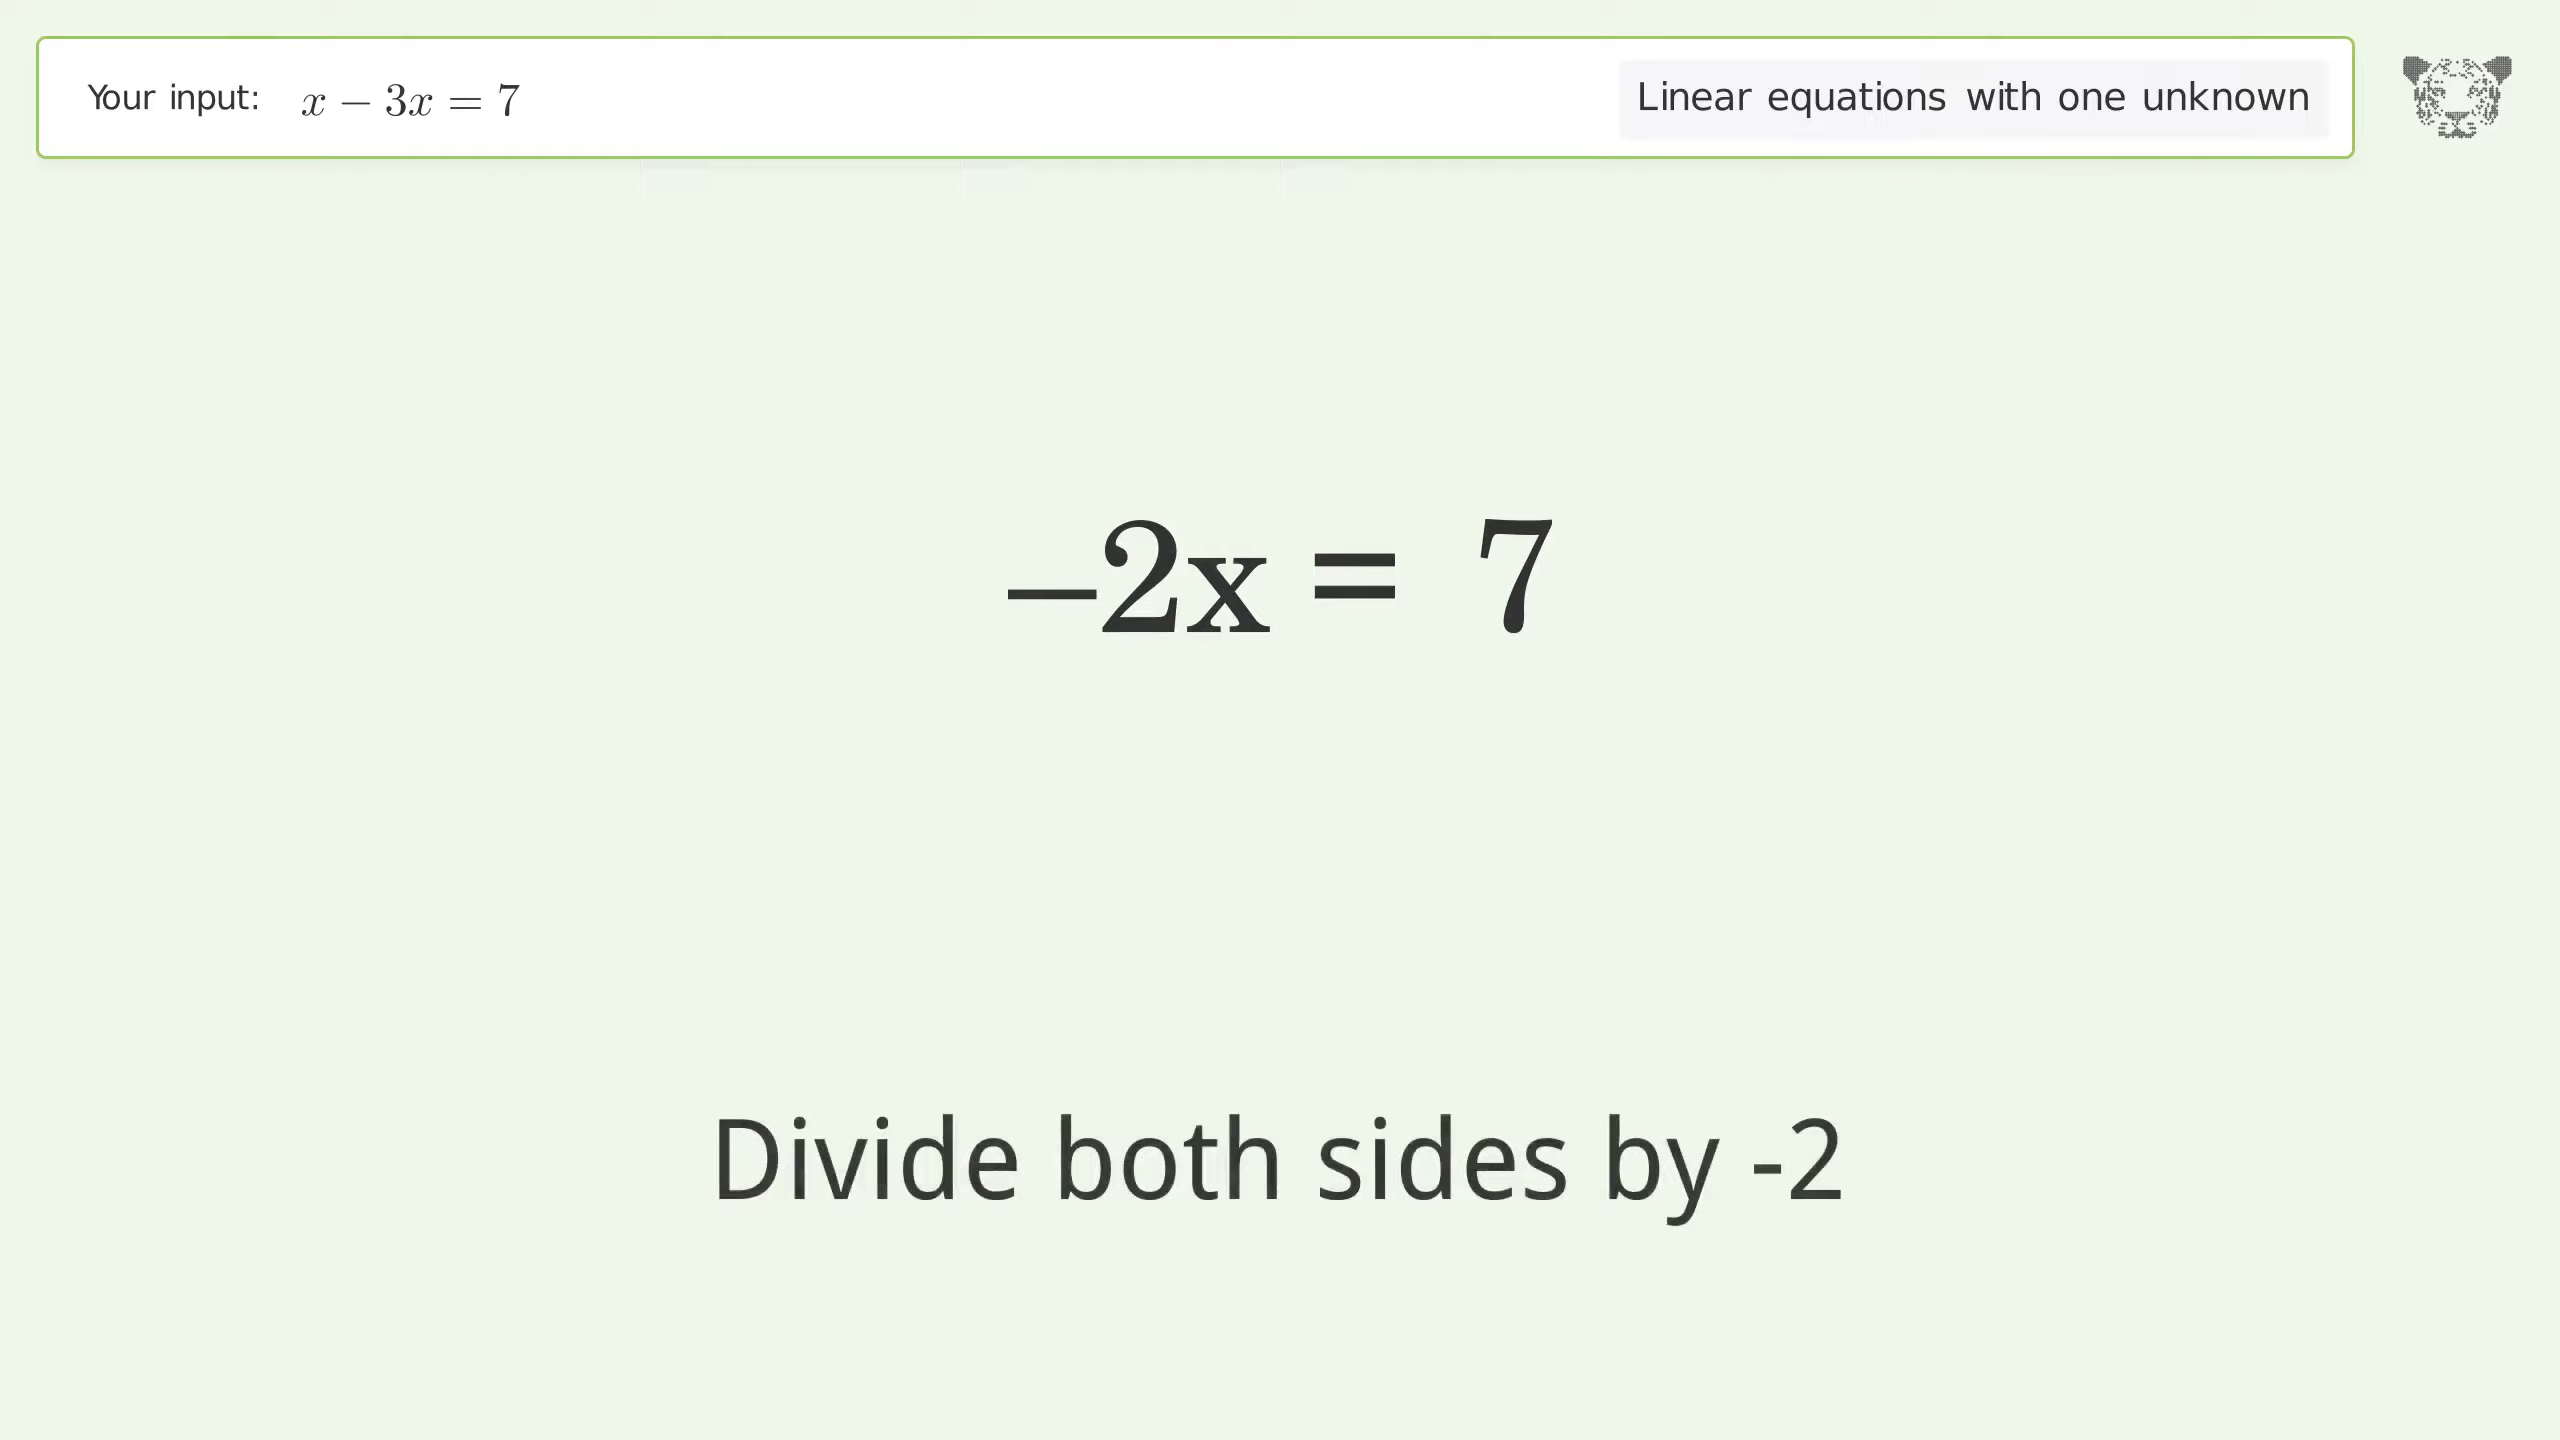 Your input: x − 3x = 7
Linear equations with one unknown
−2x = 7
Divide both sides by -2